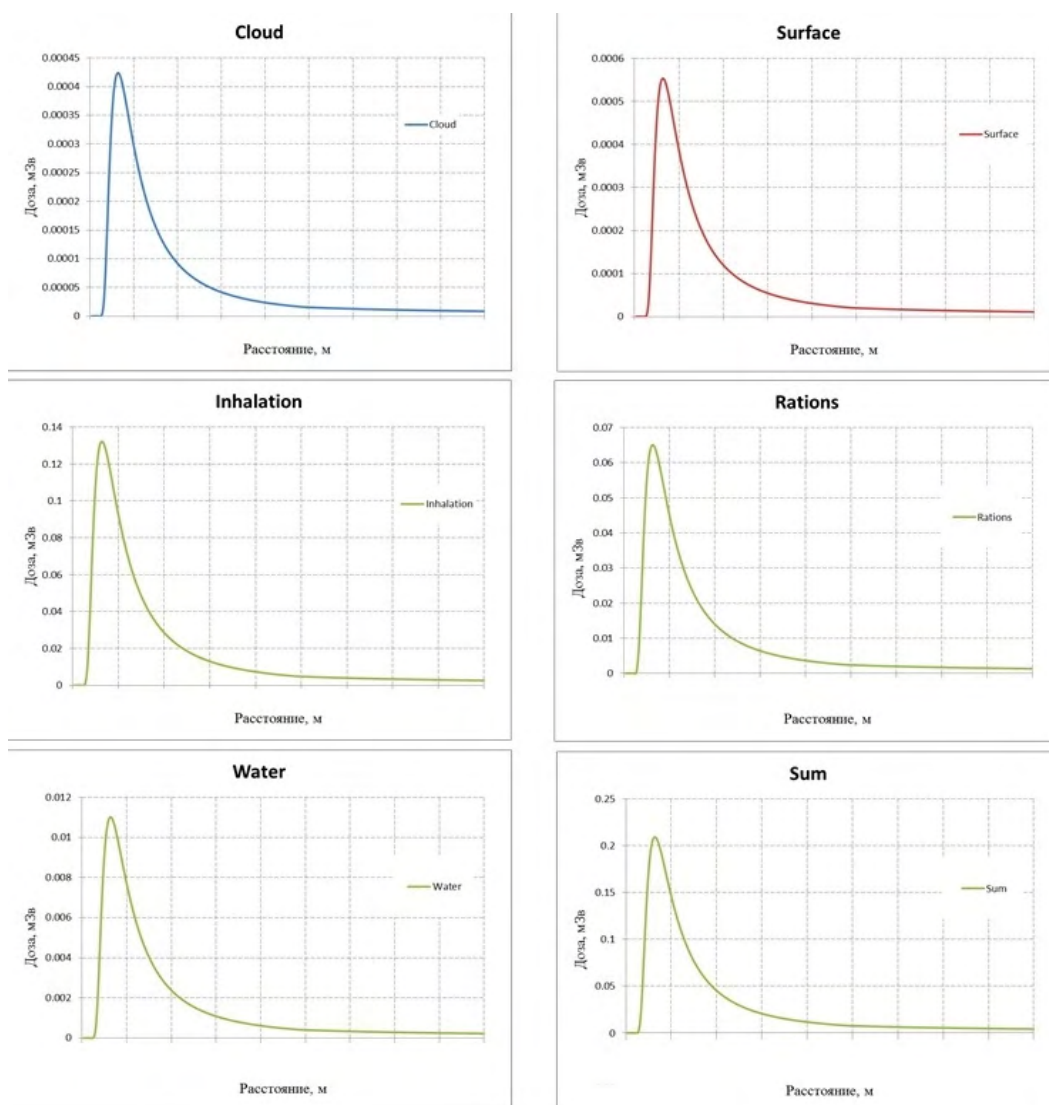 Cloud
0.00045
0.0004
0.00035
0.0003
0.00025
0.0002
0.00015
0.0001
0.00005
0
Доза, мЗв
Cloud
Расстояние, м
Surface
0.0006
0.0005
0.0004
0.0003
0.0002
0.0001
0
Доза, мЗв
Surface
Расстояние, м
Inhalation
0.14
0.12
0.1
0.08
0.06
0.04
0.02
0
Доза, мЗв
Inhalation
Расстояние, м
Rations
0.07
0.06
0.05
0.04
0.03
0.02
0.01
0
Доза, мЗв
Rations
Расстояние, м
Water
0.012
0.01
0.008
0.006
0.004
0.002
0
Доза, мЗв
Water
Расстояние, м
Sum
0.25
0.2
0.15
0.1
0.05
0
Доза, мЗв
Sum
Расстояние, м